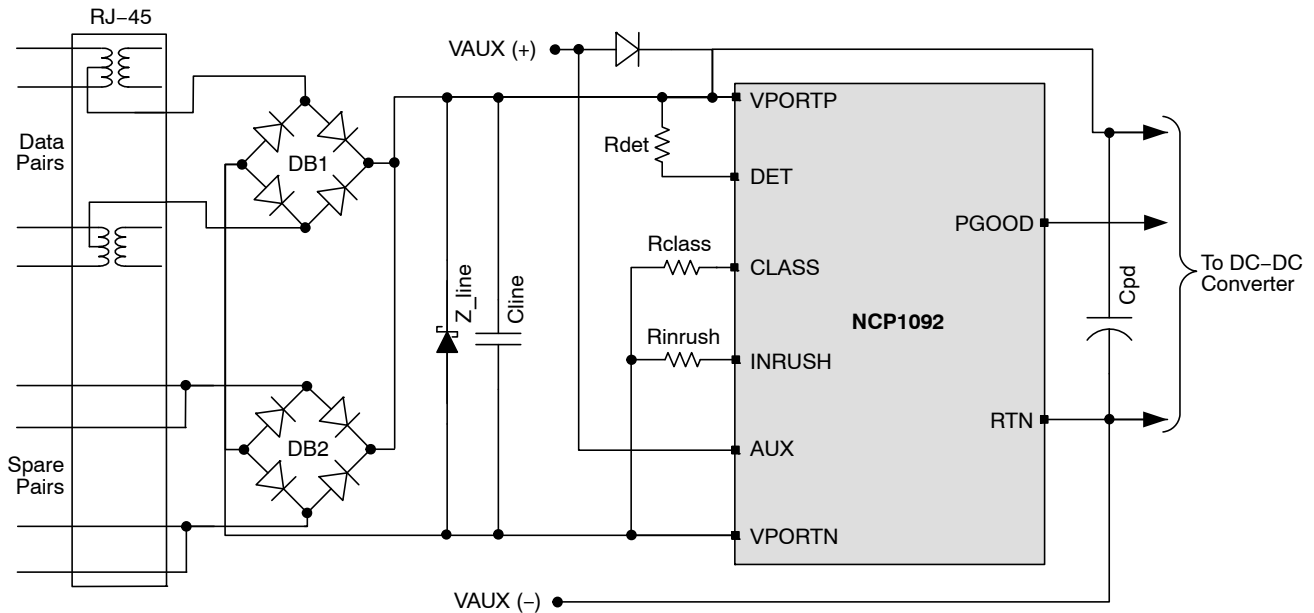 RJ−45
VAUX (+)
VPORTP
Rdet
Data
Pairs
DB1
DET
PGOOD
Rclass
CLASS
To DC−DC
Converter
Z_line
Cline
Cpd
NCP1092
Rinrush
INRUSH
RTN
AUX
DB2
Spare
Pairs
VPORTN
VAUX (−)